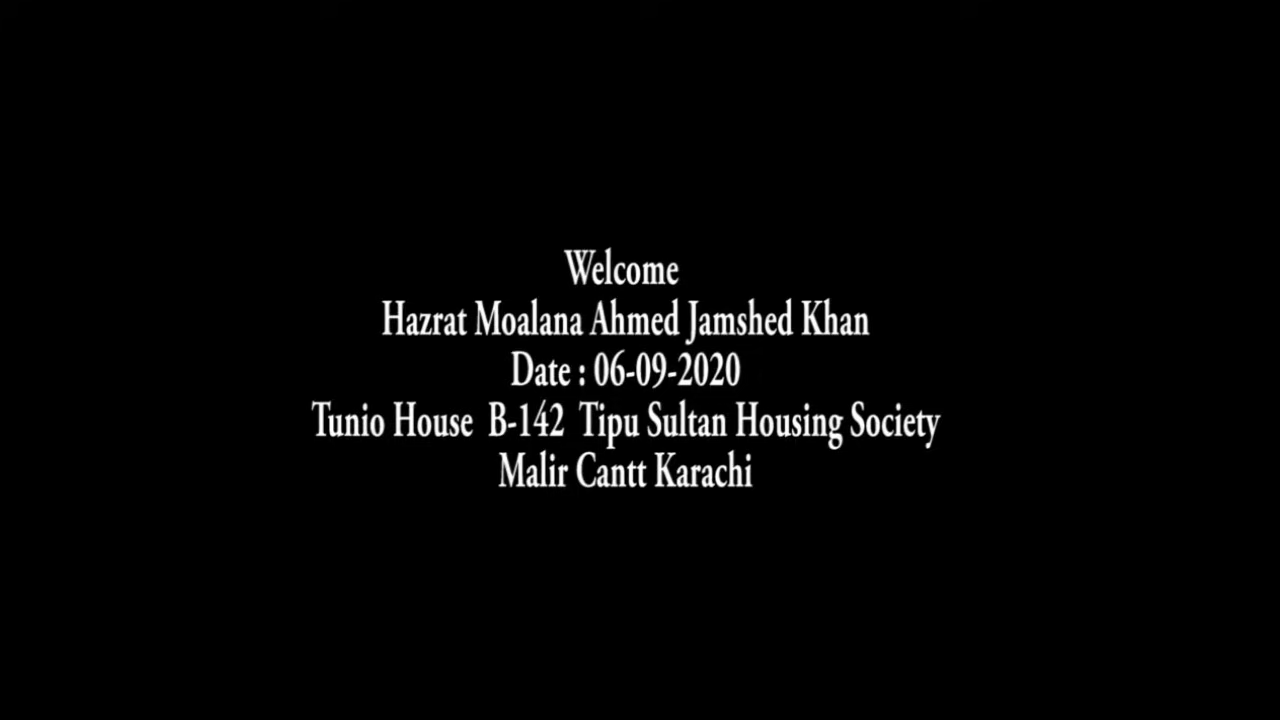 Welcome
Hazrat Moalana Ahmed Jamshed Khan
Date : 06-09-2020
Tunio House  B-142  Tipu Sultan Housing Society
Malir Cantt Karachi